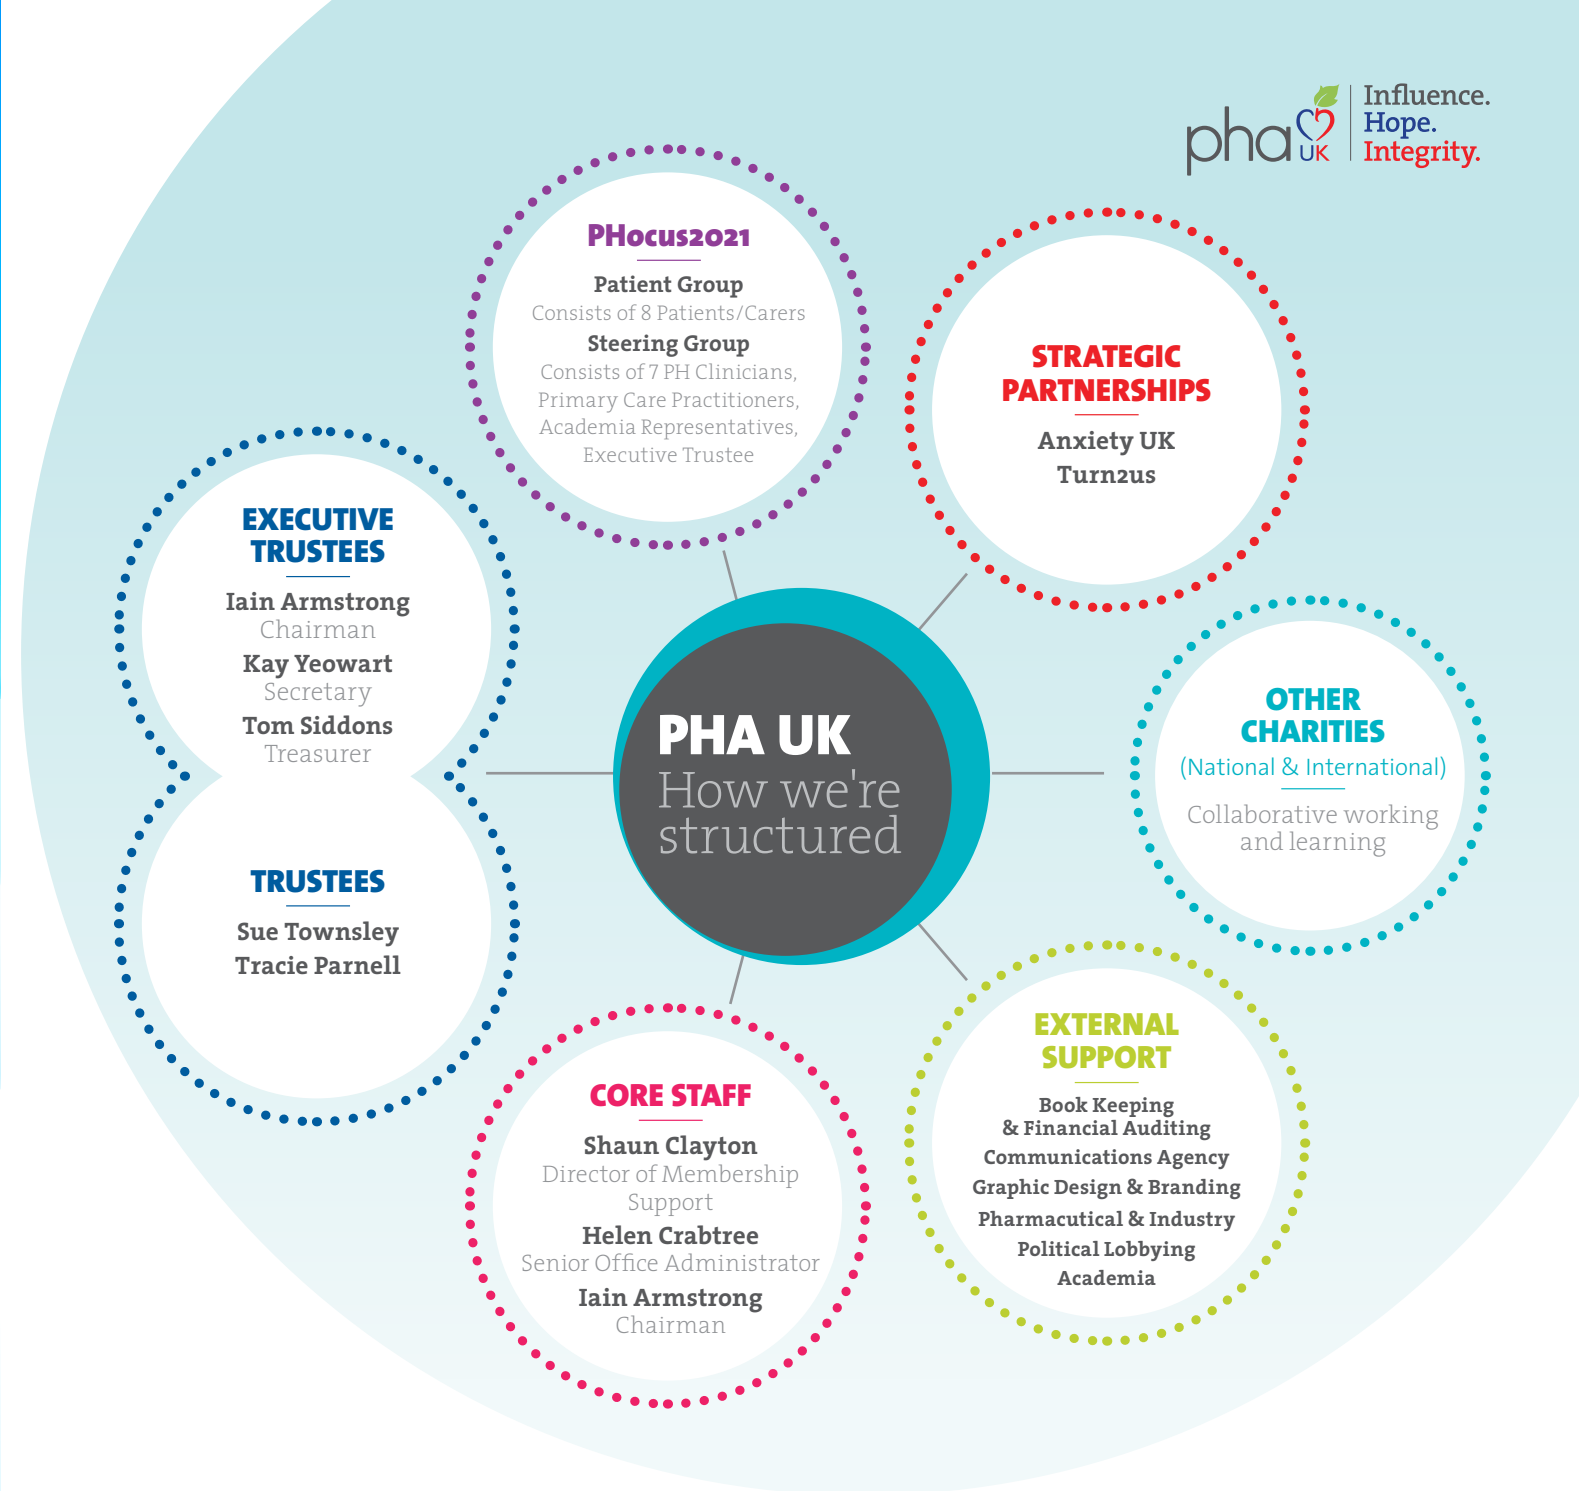 pha UK
Influence.
Hope.
Integrity.
PHocus2021
Patient Group
Consists of 8 Patients/Carers
Steering Group
Consists of 7 PH Clinicians,
Primary Care Practitioners,
Academia Representatives,
Executive Trustee
STRATEGIC
PARTNERSHIPS
Anxiety UK
Turn2us
EXECUTIVE
TRUSTEES
Iain Armstrong
Chairman
Kay Yeowart
Secretary
Tom Siddons
Treasurer
PHA UK
How we're
structured
OTHER
CHARITIES
(National & International)
Collaborative working
and learning
TRUSTEES
Sue Townsley
Tracie Parnell
CORE STAFF
Shaun Clayton
Director of Membership
Support
Helen Crabtree
Senior Office Administrator
Iain Armstrong
Chairman
EXTERNAL
SUPPORT
Book Keeping
& Financial Auditing
Communications Agency
Graphic Design & Branding
Pharmacutical & Industry
Political Lobbying
Academia